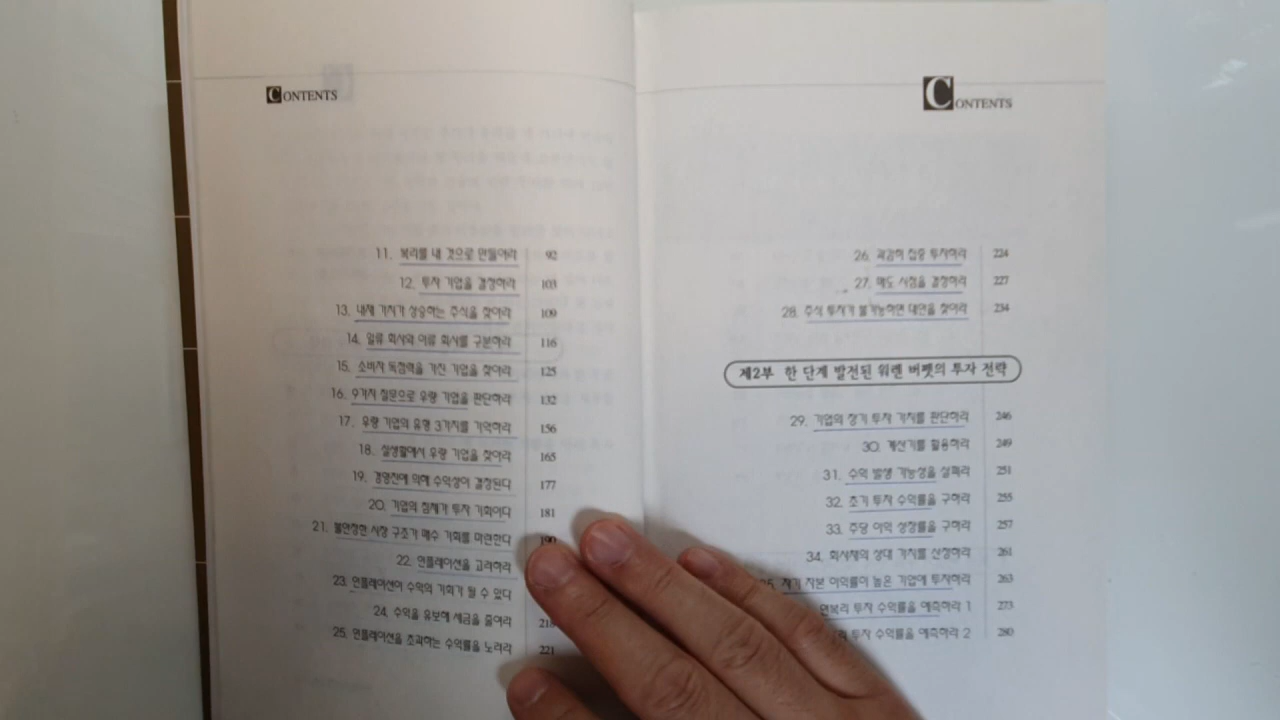 CONTENTS
11. 복리를 내 것으로 만들어라 92
12. 투자 기업을 결정하라 103
13. 내재 가치가 상승하는 주식을 찾아라 109
14. 일류 회사와 이류 회사를 구분하라 116
15. 소비자 독점력을 가진 기업을 찾아라 125
16. 9가지 질문으로 우량 기업을 판단하라 132
17. 우량 기업의 유형 3가지를 기억하라 156
18. 실생활에서 우량 기업을 찾아라 165
19. 경영진에 의해 수익성이 결정된다 177
20. 기업의 침체가 투자 기회이다 181
21. 불안정한 시장 구조가 매수 기회를 마련한다 190
22. 인플레이션을 고려하라
23. 인플레이션이 수익의 기회가 될 수 있다
24. 수익을 유보해 세금을 줄여라 218
25. 인플레이션을 초과하는 수익률을 노려라 221
CONTENTS
26. 과감히 집중 투자하라 224
27. 매도 시점을 결정하라 227
28. 주식 투자가 불가능하면 대안을 찾아라 234
제2부 한 단계 발전된 워렌 버펫의 투자 전략
29. 기업의 장기 투자 가치를 판단하라 246
30. 계산기를 활용하라 249
31. 수익 발생 가능성을 살펴라 251
32. 초기 투자 수익률을 구하라 255
33. 주당 이익 성장률을 구하라 257
34. 회사채의 상대 가치를 산정하라 261
35. 자기 자본 이익률이 높은 기업에 투자하라 263
연복리 투자 수익률을 예측하라 1 273
투자 수익률을 예측하라 2 280